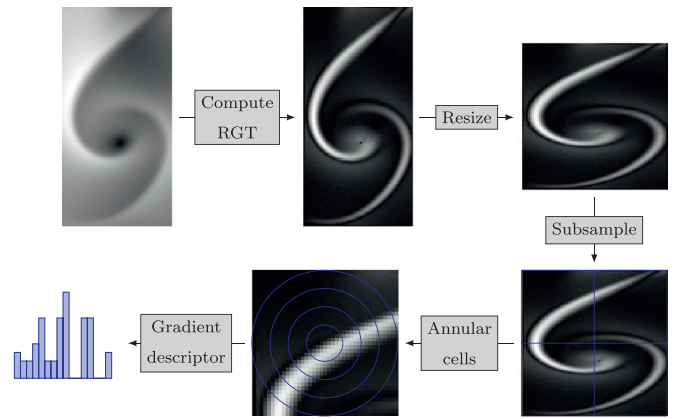 Compute
RGT
Resize
Subsample
Annular
cells
Gradient
descriptor